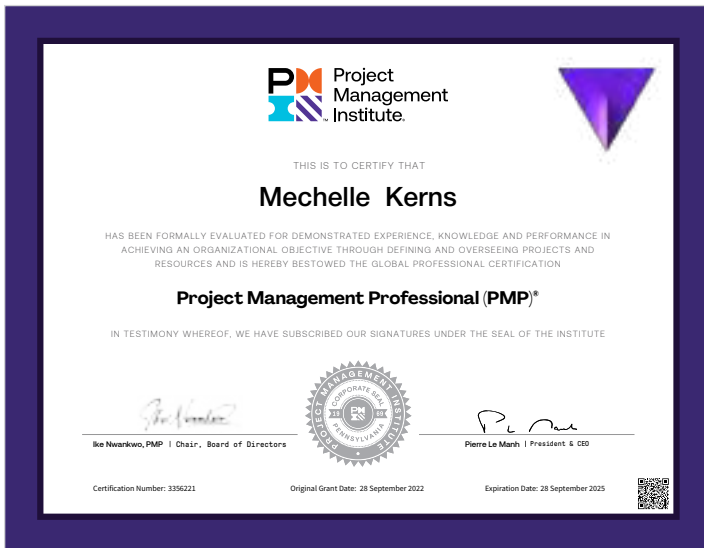 PM
Project
Management
Institute.
THIS IS TO CERTIFY THAT
Mechelle Kerns
HAS BEEN FORMALLY EVALUATED FOR DEMONSTRATED EXPERIENCE, KNOWLEDGE AND PERFORMANCE IN
ACHIEVING AN ORGANIZATIONAL OBJECTIVE THROUGH DEFINING AND OVERSEEING PROJECTS AND
RESOURCES AND IS HEREBY BESTOWED THE GLOBAL PROFESSIONAL CERTIFICATION
Project Management Professional (PMP)®
IN TESTIMONY WHEREOF, WE HAVE SUBSCRIBED OUR SIGNATURES UNDER THE SEAL OF THE INSTITUTE
PROJECT MANAGEMENT INSTITUTE
CORPORATE SEAL
19 PMI 69
PENNSYLVANIA
Ike Nwankwo, PMP | Chair, Board of Directors
Pierre Le Manh | President & CEO
Certification Number: 3356221
Original Grant Date: 28 September 2022
Expiration Date: 28 September 2025